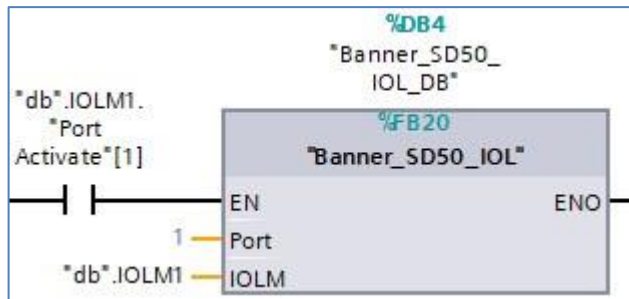 %DB4
"Banner_SD50_
IOL_DB"
"db".IOLM1.
"Port
Activate"[1]
%FB20
"Banner_SD50_IOL"
EN
ENO
1
Port
"db".IOLM1
IOLM